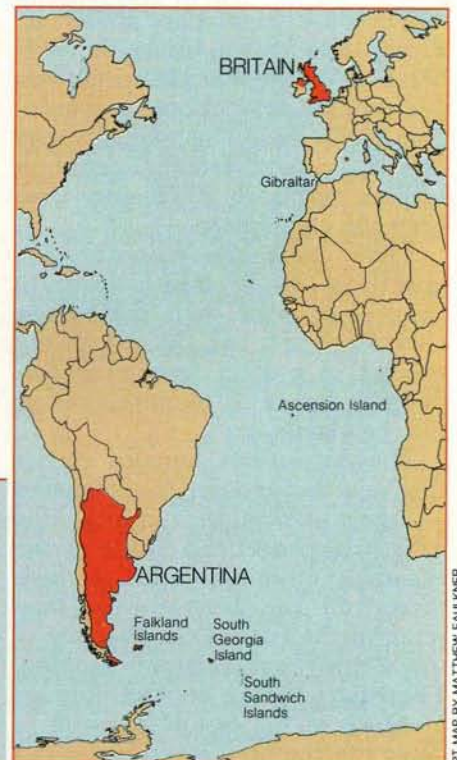 BRITAIN
Gibraltar
Ascension Island
ARGENTINA
Falkland
Islands
South
Georgia
Island
South
Sandwich
Islands
MAP BY MATTHEW FAULKNER